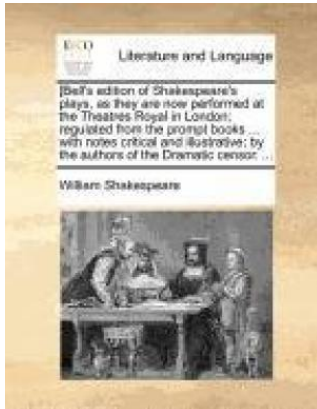 ECCO
Literature and Language
[Bell's edition of Shakespeare's
plays, as they are now performed at
the Theatres Royal in London;
regulated from the prompt books ...
with notes critical and illustrative; by
the authors of the Dramatic censor. ...
William Shakespeare